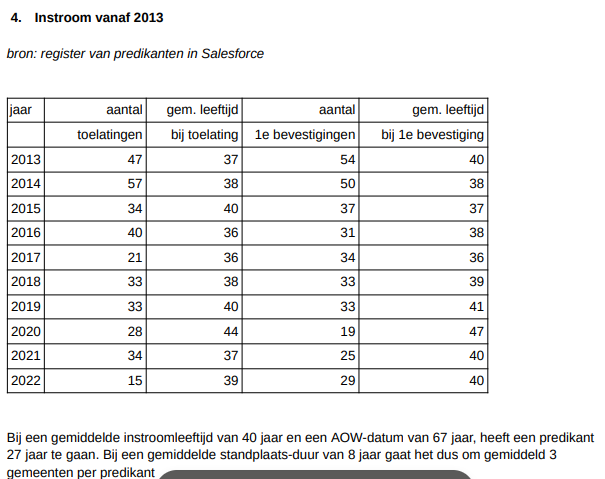 4. Instroom vanaf 2013
bron: register van predikanten in Salesforce
jaar aantal gem. leeftijd aantal gem. leeftijd
toelatingen bij toelating 1e bevestigingen bij 1e bevestiging
2013 47 37 54 40
2014 57 38 50 38
2015 34 40 37 37
2016 40 36 31 38
2017 21 36 34 36
2018 33 38 33 39
2019 33 40 33 41
2020 28 44 19 47
2021 34 37 25 40
2022 15 39 29 40
Bij een gemiddelde instroomleeftijd van 40 jaar en een AOW-datum van 67 jaar, heeft een predikant
27 jaar te gaan. Bij een gemiddelde standplaats-duur van 8 jaar gaat het dus om gemiddeld 3
gemeenten per predikant